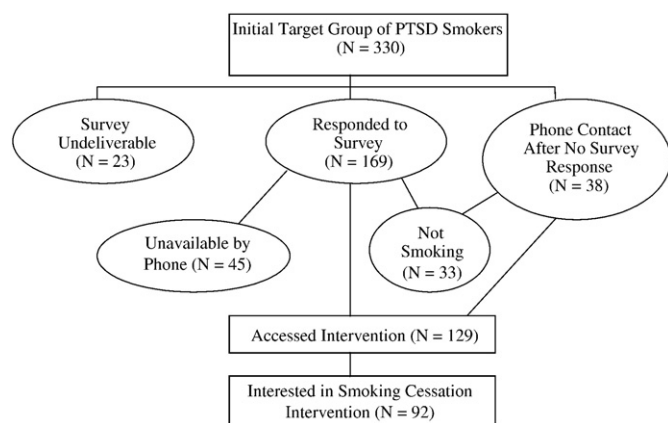 Initial Target Group of PTSD Smokers
(N = 330)
Survey
Undeliverable
(N = 23)
Responded to
Survey
(N = 169)
Phone Contact
After No Survey
Response
(N = 38)
Unavailable by
Phone (N = 45)
Not
Smoking
(N = 33)
Accessed Intervention (N = 129)
Interested in Smoking Cessation
Intervention (N = 92)